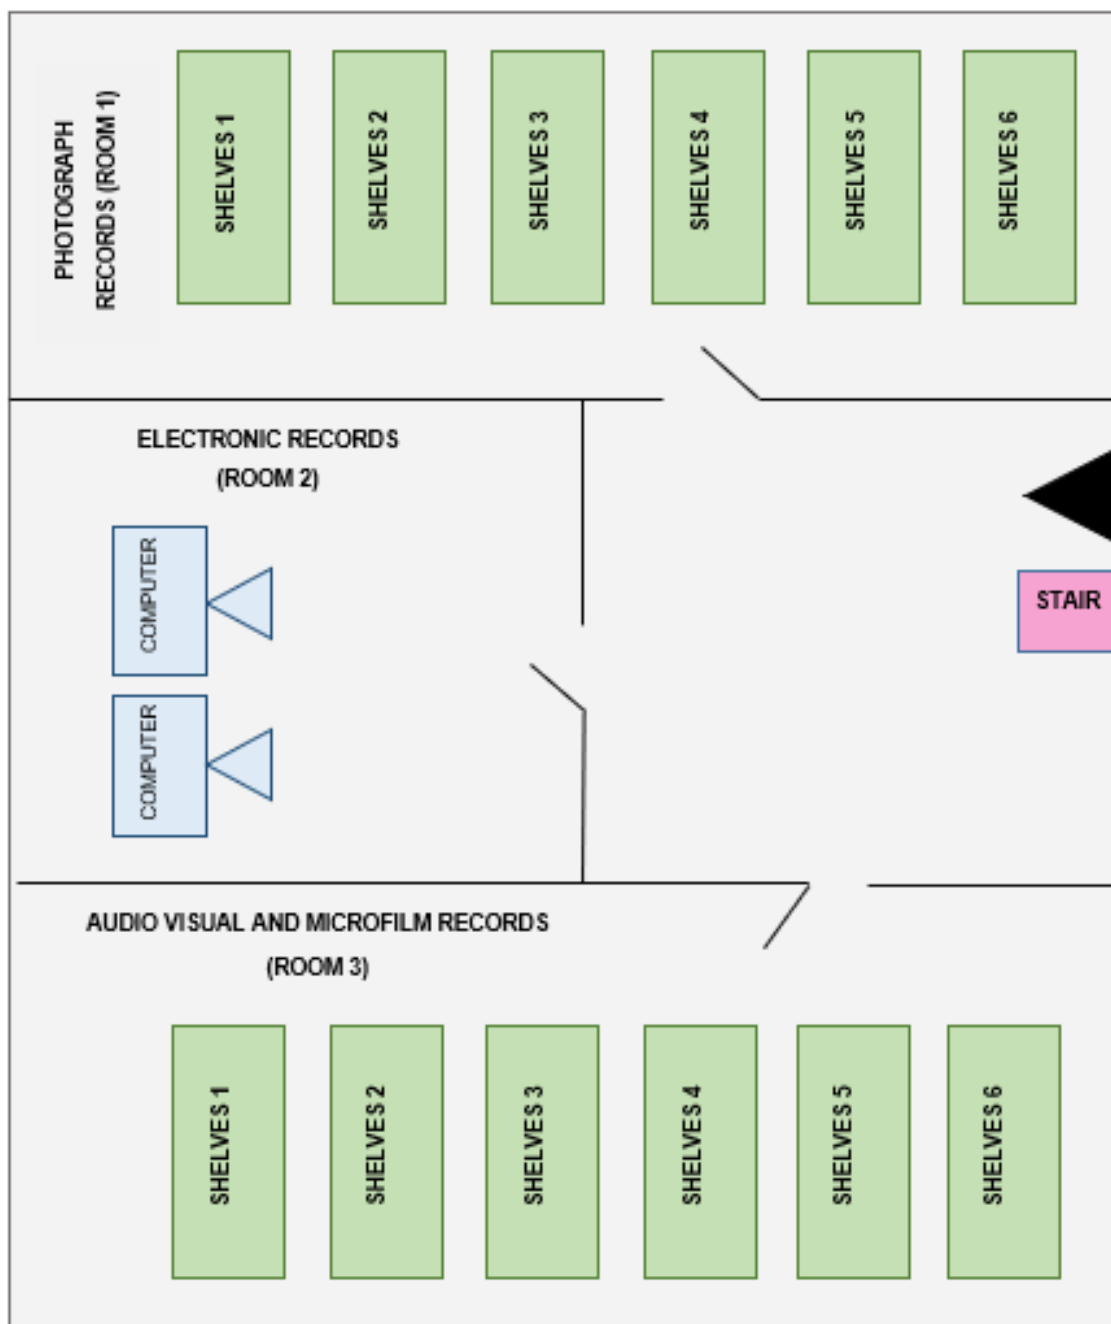 PHOTOGRAPH
RECORDS (ROOM 1)
SHELVES 1
SHELVES 2
SHELVES 3
SHELVES 4
SHELVES 5
SHELVES 6
ELECTRONIC RECORDS
(ROOM 2)
COMPUTER
COMPUTER
STAIR
AUDIO VISUAL AND MICROFILM RECORDS
(ROOM 3)
SHELVES 1
SHELVES 2
SHELVES 3
SHELVES 4
SHELVES 5
SHELVES 6